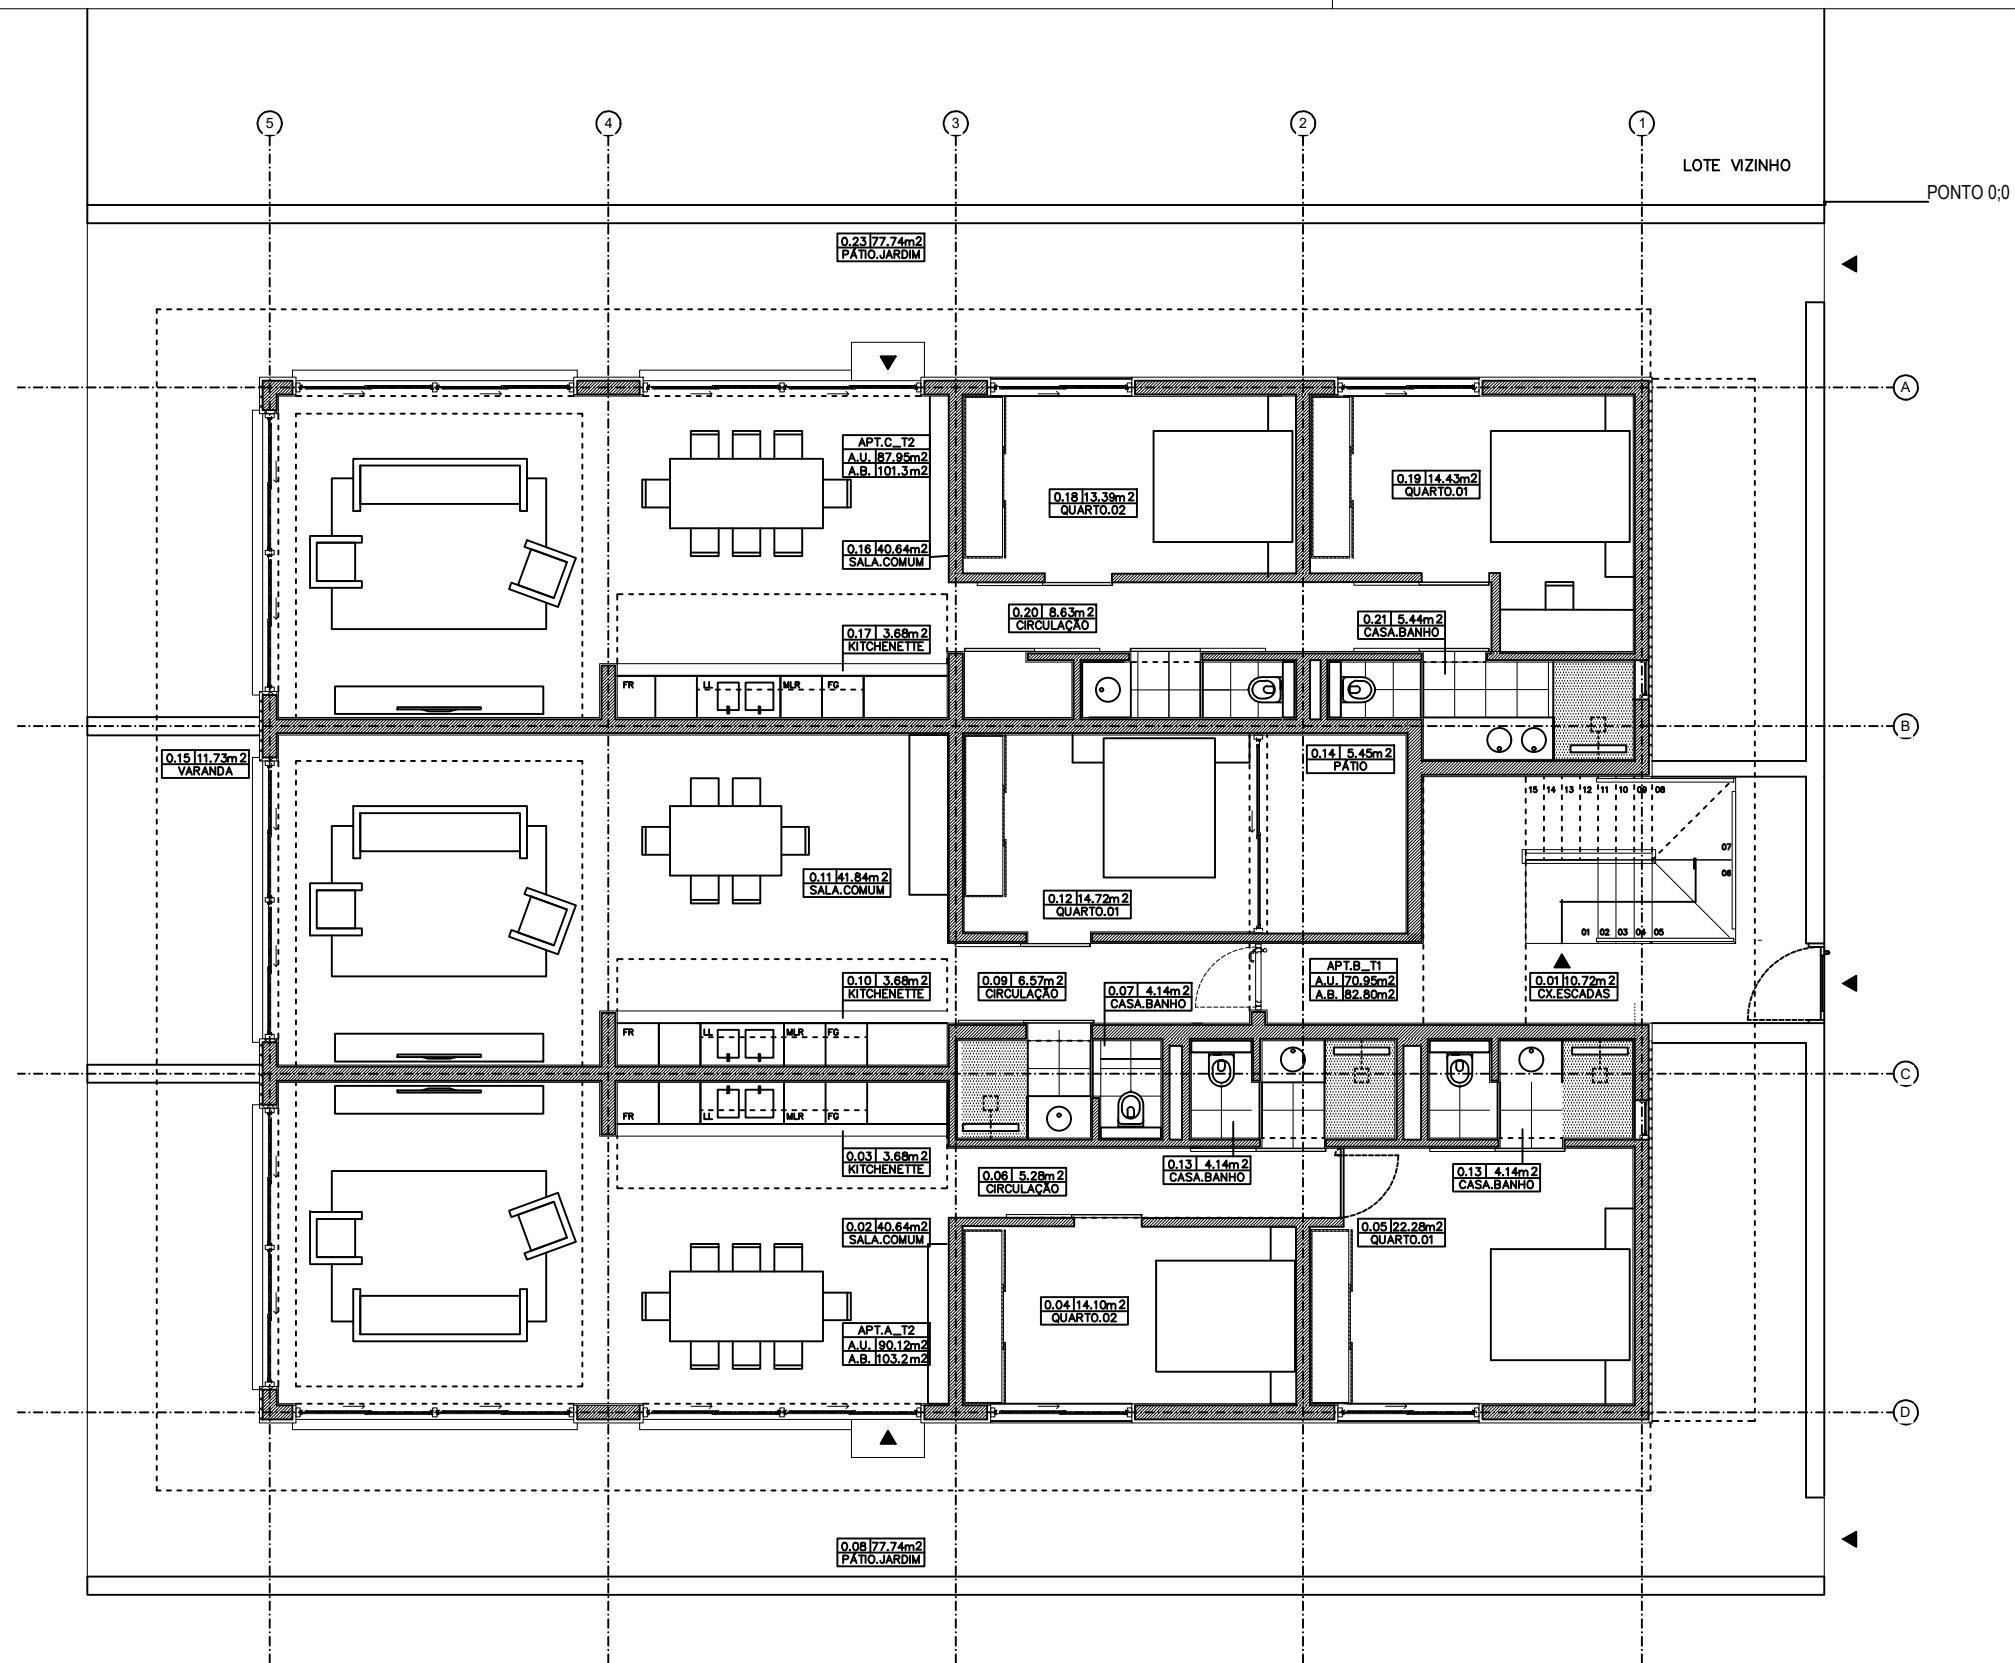 5
4
3
2
1
LOTE VIZINHO
PONTO 0;0
0.23 77.74m2
PÁTIO.JARDIM
A
APT.C_T2
A.U. 87.95m2
A.B. 101.3m2
0.18 13.39m2
QUARTO.02
0.19 14.43m2
QUARTO.01
0.16 40.64m2
SALA.COMUM
0.20 8.63m2
CIRCULAÇÃO
0.21 5.44m2
CASA.BANHO
0.17 3.68m2
KITCHENETTE
FR LL MLR FG
B
0.15 11.73m2
VARANDA
0.14 5.45m2
PÁTIO
15 14 13 12 11 10 09 08
07
06
0.11 41.84m2
SALA.COMUM
0.12 14.72m2
QUARTO.01
01 02 03 04 05
0.10 3.68m2
KITCHENETTE
0.09 6.57m2
CIRCULAÇÃO
0.07 4.14m2
CASA.BANHO
APT.B_T1
A.U. 70.95m2
A.B. 82.80m2
0.01 10.72m2
CX.ESCADAS
FR LL MLR FG
C
FR LL MLR FG
0.03 3.68m2
KITCHENETTE
0.06 5.28m2
CIRCULAÇÃO
0.13 4.14m2
CASA.BANHO
0.13 4.14m2
CASA.BANHO
0.02 40.64m2
SALA.COMUM
0.05 22.28m2
QUARTO.01
0.04 14.10m2
QUARTO.02
APT.A_T2
A.U. 90.12m2
A.B. 103.2m2
D
0.08 77.74m2
PÁTIO.JARDIM